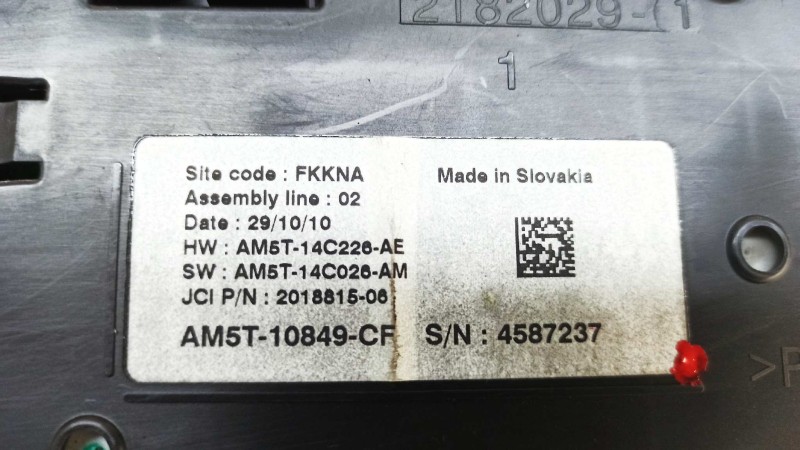 2182029-(1
1
Site code : FKKNA
Made in Slovakia
Assembly line : 02
Date : 29/10/10
HW : AM5T-14C226-AE
SW : AM5T-14C026-AM
JCI P/N : 2018815-06
AM5T-10849-CF S/N : 4587237
>P